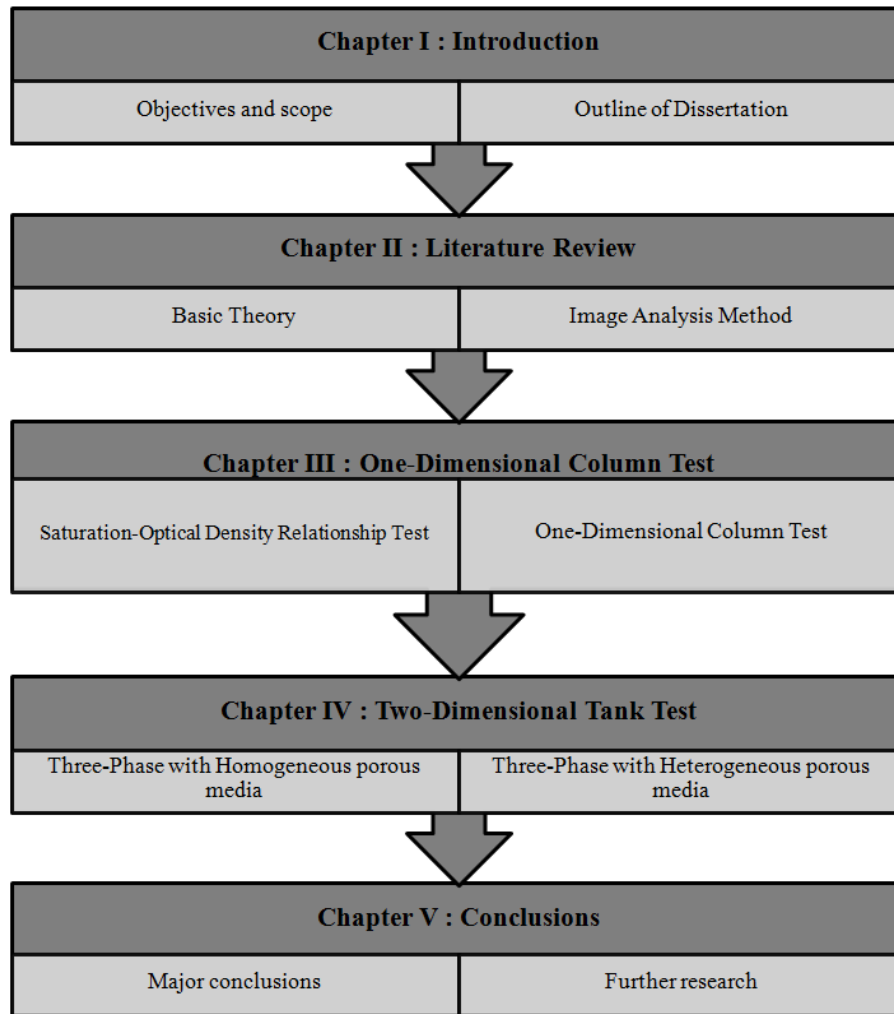 Chapter I : Introduction
Objectives and scope
Outline of Dissertation
Chapter II : Literature Review
Basic Theory
Image Analysis Method
Chapter III : One-Dimensional Column Test
Saturation-Optical Density Relationship Test
One-Dimensional Column Test
Chapter IV : Two-Dimensional Tank Test
Three-Phase with Homogeneous porous
media
Three-Phase with Heterogeneous porous
media
Chapter V : Conclusions
Major conclusions
Further research